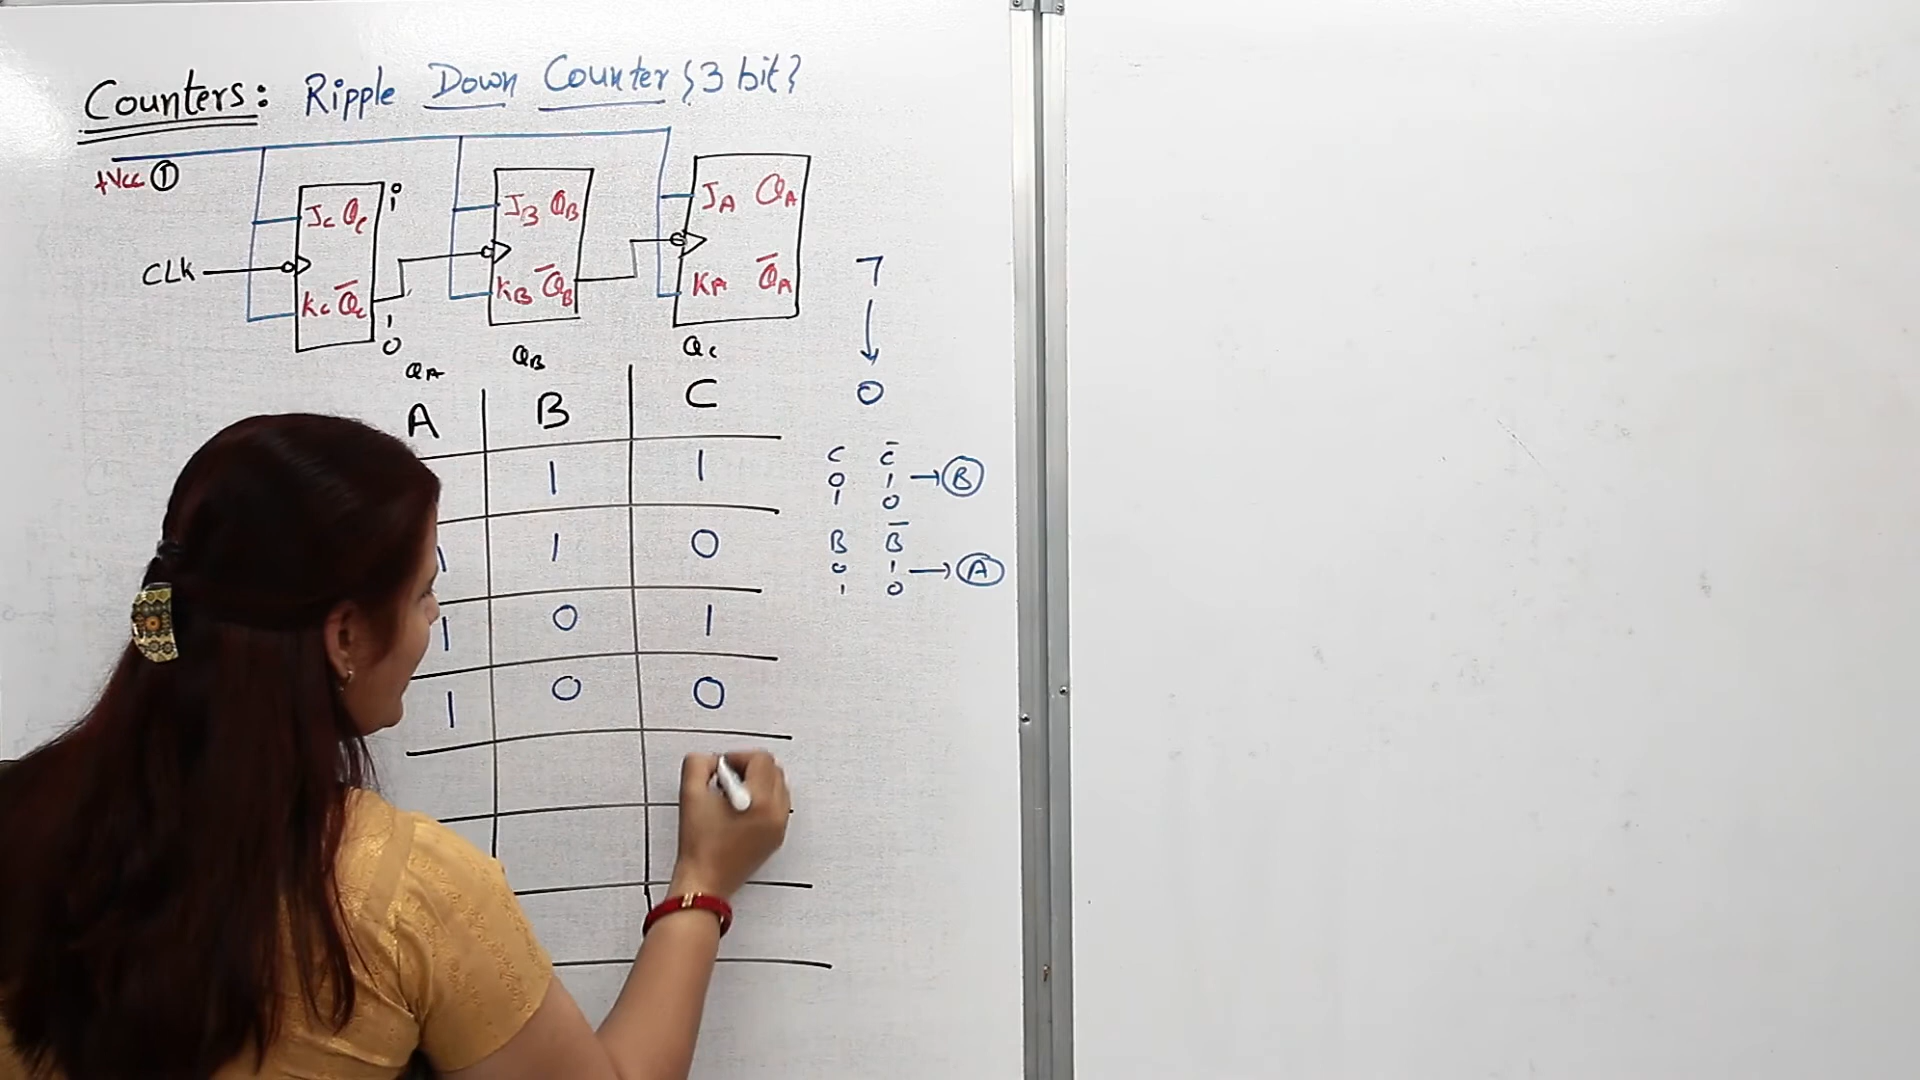 Counters: Ripple Down Counter {3 bit}
+Vcc 1
CLK
Jc Qc
Kc Q̅c
0
1
1
0
JB QB
KB Q̅B
JA QA
KA Q̅A
7
0
QA QB QC
A B C
1 1
1 1 0
1 0 1
1 0 0
C C̅
0 1 → B
1 0
B B̅
0 1 → A
1 0